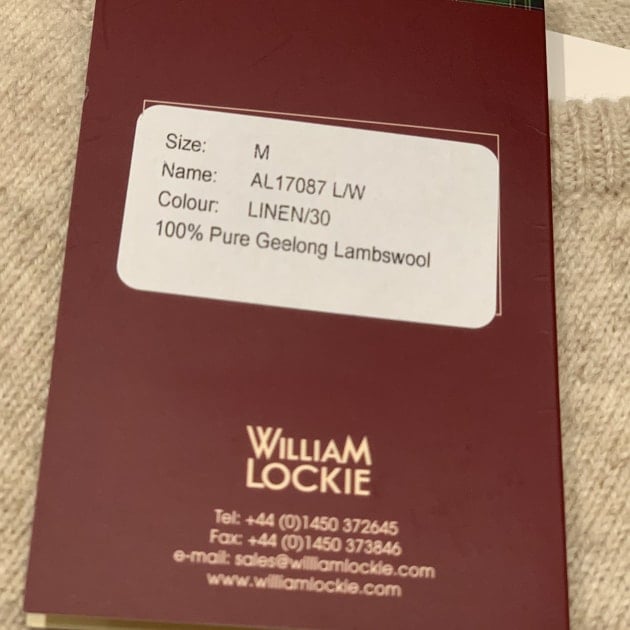 Size: M
Name: AL17087 L/W
Colour: LINEN/30
100% Pure Geelong Lambswool
WILLIAM
LOCKIE
Tel: +44 (0)1450 372645
Fax: +44 (0)1450 373846
e-mail: sales@williamlockie.com
www.williamlockie.com